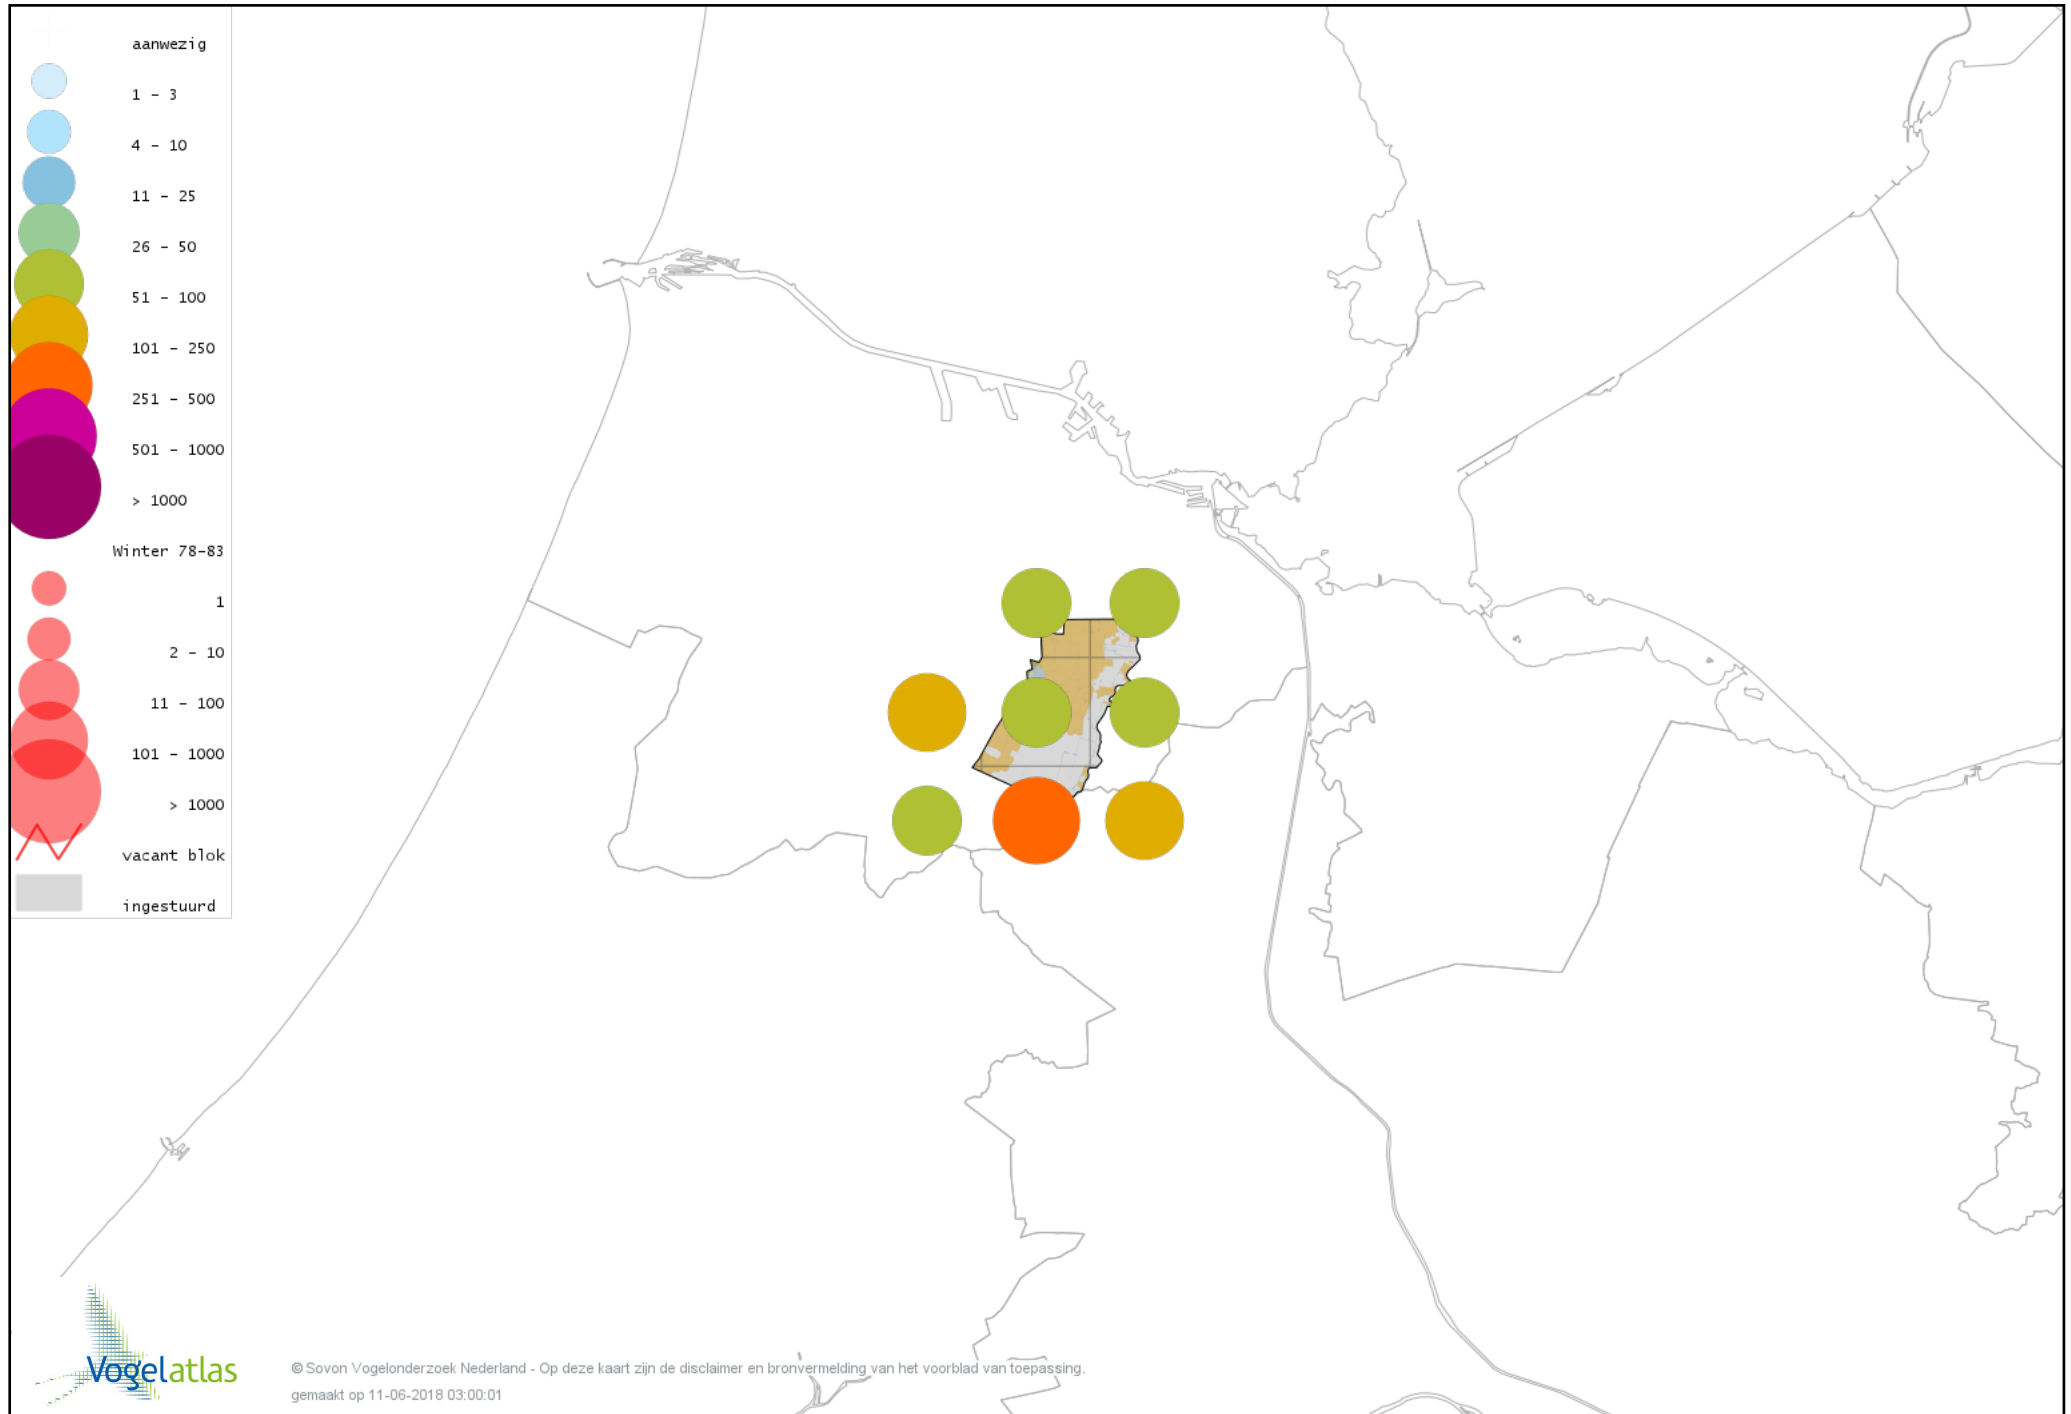 aanwezig
1 - 3
4 - 10
11 - 25
26 - 50
51 - 100
101 - 250
251 - 500
501 - 1000
> 1000
Winter 78-83
1
2 - 10
11 - 100
101 - 1000
> 1000
vacant blok
ingestuurd
Vogelatlas
© Sovon Vogelonderzoek Nederland - Op deze kaart zijn de disclaimer en bronvermelding van het voorblad van toepassing.
gemaakt op 11-06-2018 03:00:01